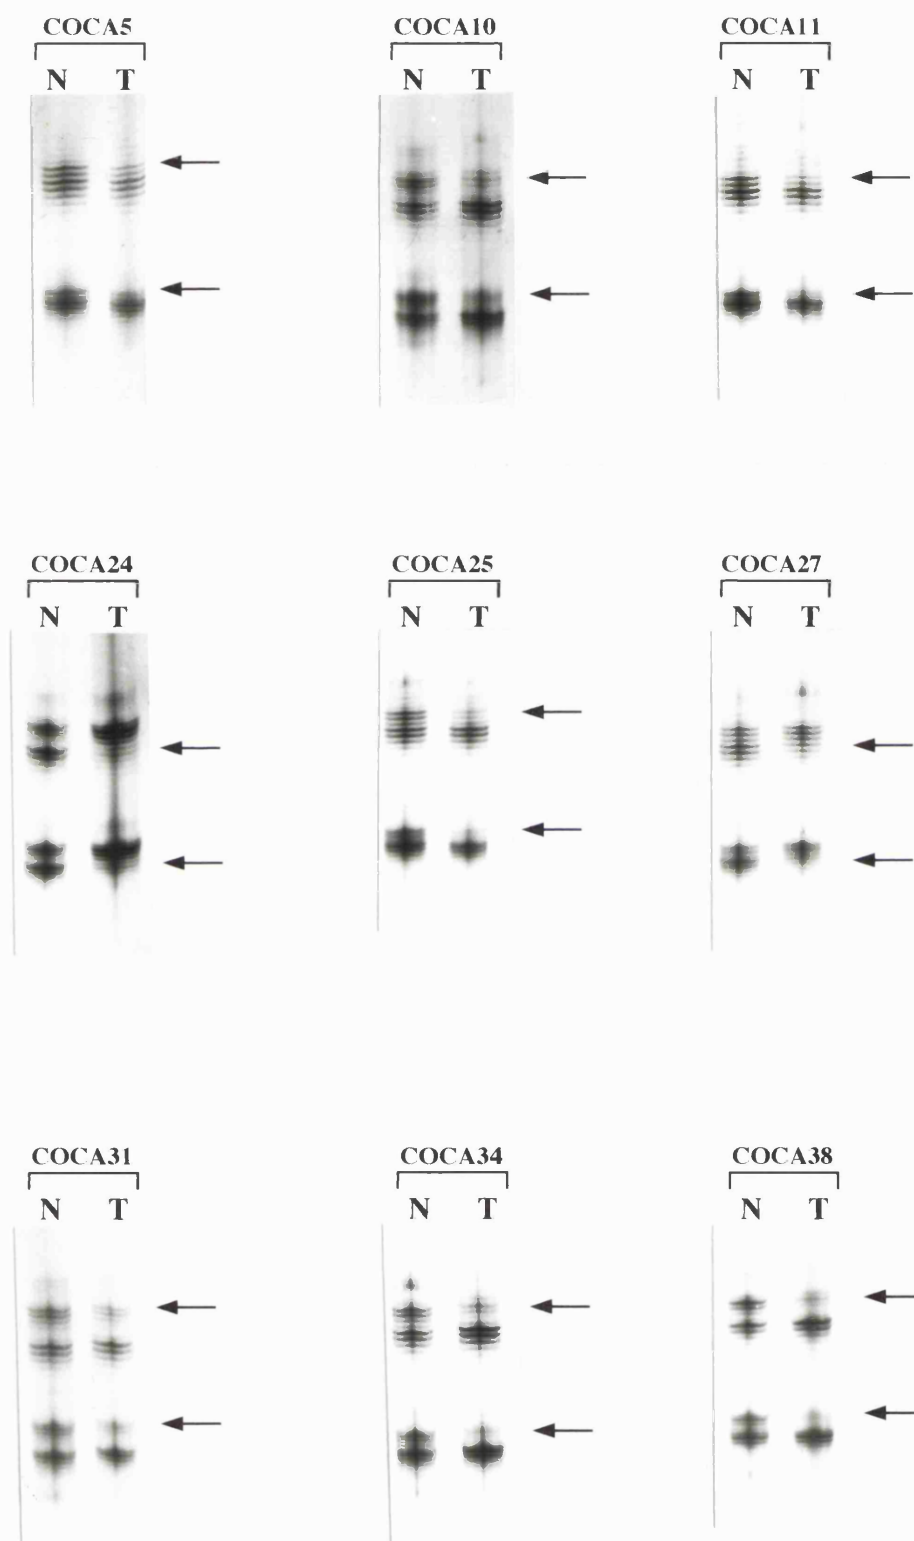 COCA5 COCA10 COCA11
N T N T N T
COCA24 COCA25 COCA27
N T N T N T
COCA31 COCA34 COCA38
N T N T N T